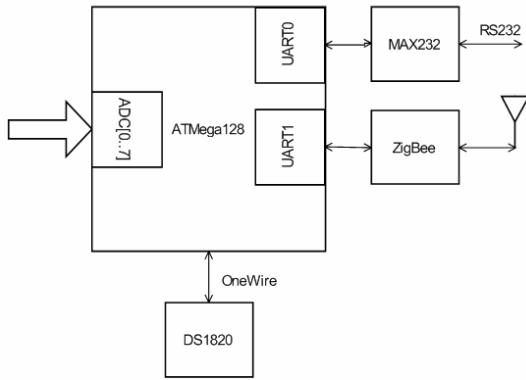 UART0
MAX232
RS232
ADC[0..7]
ATMega128
UART1
ZigBee
OneWire
DS1820